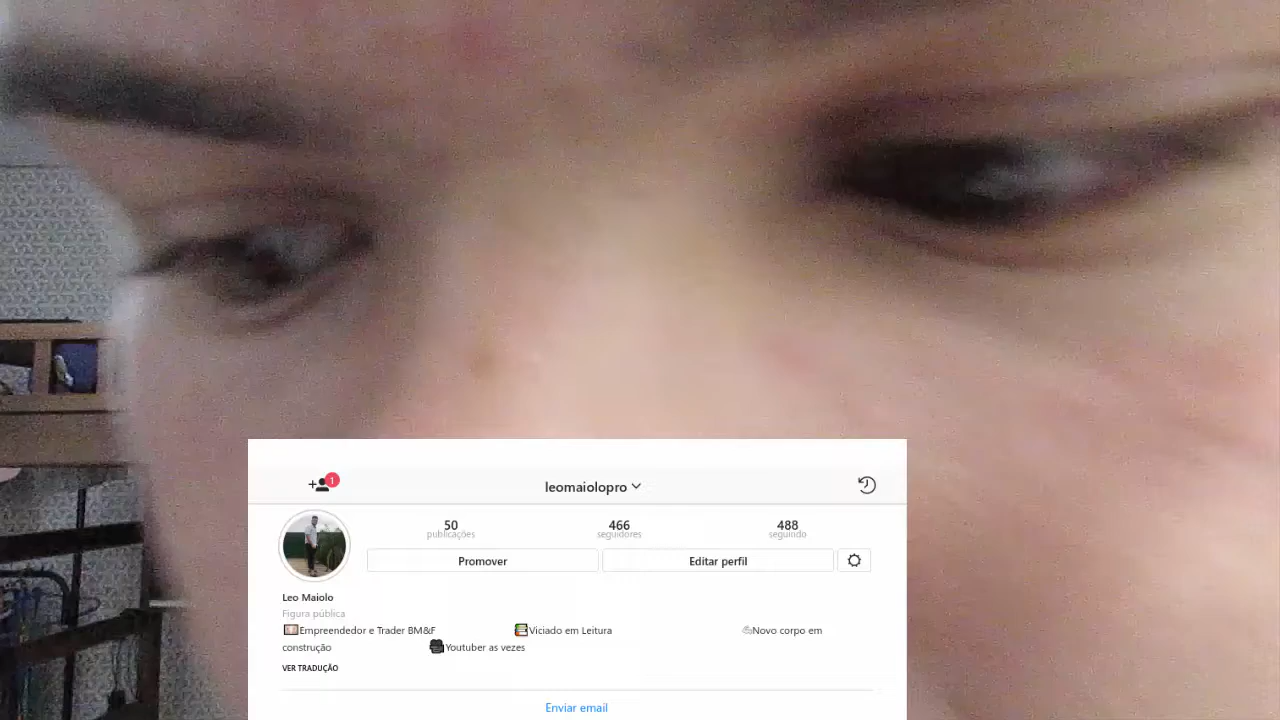 1
leomaiolopro
50 466 488
publicações seguidores seguindo
Promover Editar perfil
Leo Maiolo
Figura pública
Empreendedor e Trader BM&F Viciado em Leitura Novo corpo em
construção Youtuber as vezes
VER TRADUÇÃO
Enviar email